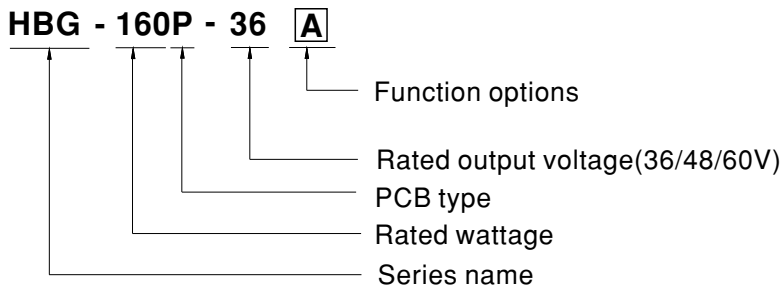 HBG - 160P - 36 A
Function options
Rated output voltage(36/48/60V)
PCB type
Rated wattage
Series name